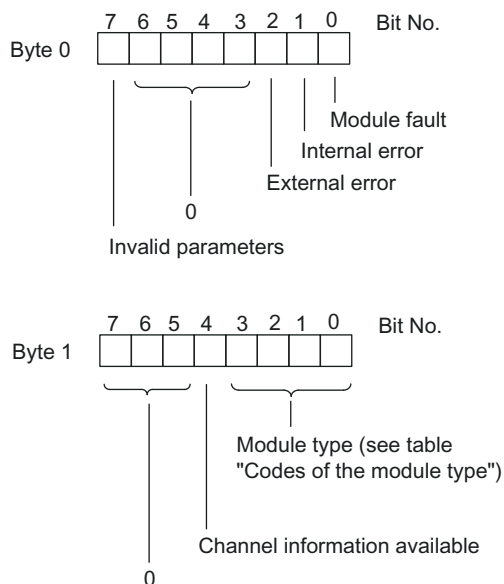 7 6 5 4 3 2 1 0 Bit No.
Byte 0
Module fault
Internal error
External error
0
Invalid parameters
7 6 5 4 3 2 1 0 Bit No.
Byte 1
Module type (see table
"Codes of the module type")
Channel information available
0